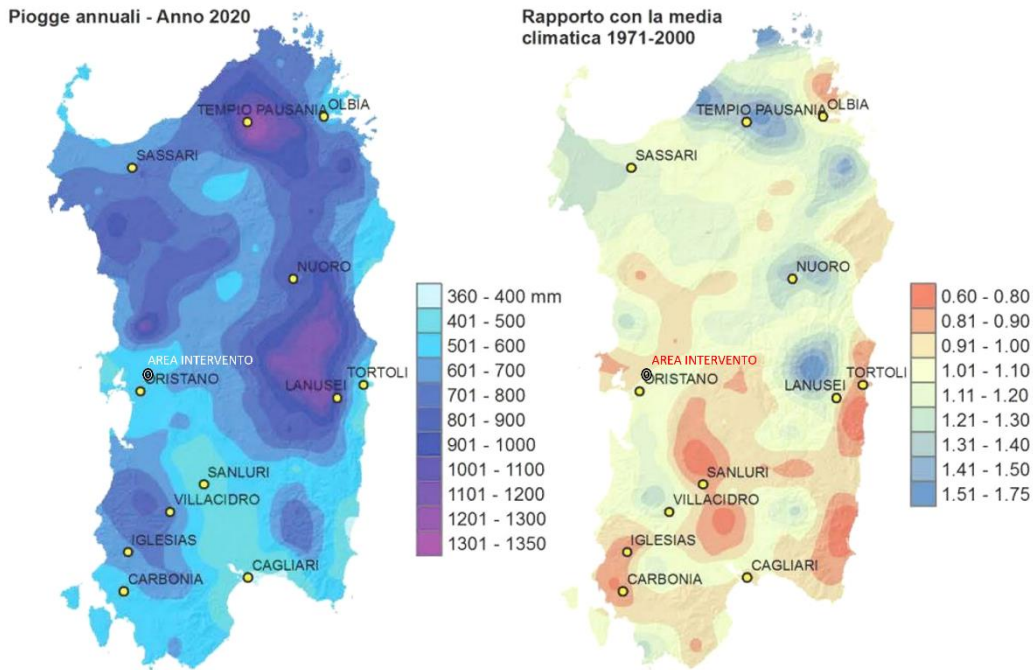 Piogge annuali - Anno 2020
TEMPIO PAUSANIA
OLBIA
SASSARI
NUORO
AREA INTERVENTO
ORISTANO
TORTOLI
LANUSEI
SANLURI
VILLACIDRO
IGLESIAS
CARBONIA
CAGLIARI
360 - 400 mm
401 - 500
501 - 600
601 - 700
701 - 800
801 - 900
901 - 1000
1001 - 1100
1101 - 1200
1201 - 1300
1301 - 1350
Rapporto con la media
climatica 1971-2000
TEMPIO PAUSANIA
OLBIA
SASSARI
NUORO
AREA INTERVENTO
ORISTANO
TORTOLI
LANUSEI
SANLURI
VILLACIDRO
IGLESIAS
CARBONIA
CAGLIARI
0.60 - 0.80
0.81 - 0.90
0.91 - 1.00
1.01 - 1.10
1.11 - 1.20
1.21 - 1.30
1.31 - 1.40
1.41 - 1.50
1.51 - 1.75